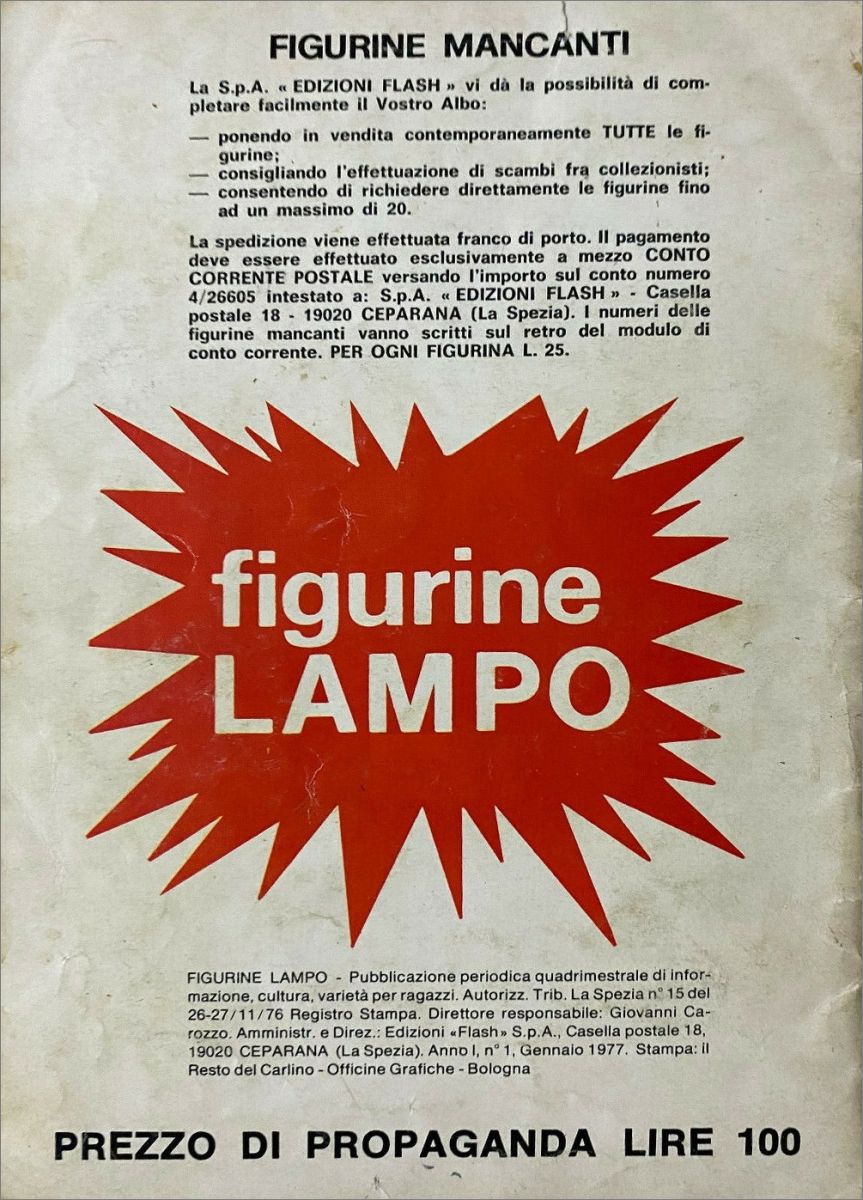 FIGURINE MANCANTI
La S.p.A. « EDIZIONI FLASH » vi dà la possibilità di com-
pletare facilmente il Vostro Albo:
— ponendo in vendita contemporaneamente TUTTE le fi-
gurine;
— consigliando l'effettuazione di scambi fra collezionisti;
— consentendo di richiedere direttamente le figurine fino
ad un massimo di 20.
La spedizione viene effettuata franco di porto. Il pagamento
deve essere effettuato esclusivamente a mezzo CONTO
CORRENTE POSTALE versando l'importo sul conto numero
4/26605 intestato a: S.p.A. « EDIZIONI FLASH » - Casella
postale 18 - 19020 CEPARANA (La Spezia). I numeri delle
figurine mancanti vanno scritti sul retro del modulo di
conto corrente. PER OGNI FIGURINA L. 25.
figurine
LAMPO
FIGURINE LAMPO - Pubblicazione periodica quadrimestrale di infor-
mazione, cultura, varietà per ragazzi. Autorizz. Trib. La Spezia n° 15 del
26-27/11/76 Registro Stampa. Direttore responsabile: Giovanni Ca-
rozzo. Amministr. e Direz.: Edizioni «Flash» S.p.A., Casella postale 18,
19020 CEPARANA (La Spezia). Anno I, n° 1, Gennaio 1977. Stampa: il
Resto del Carlino - Officine Grafiche - Bologna
PREZZO DI PROPAGANDA LIRE 100